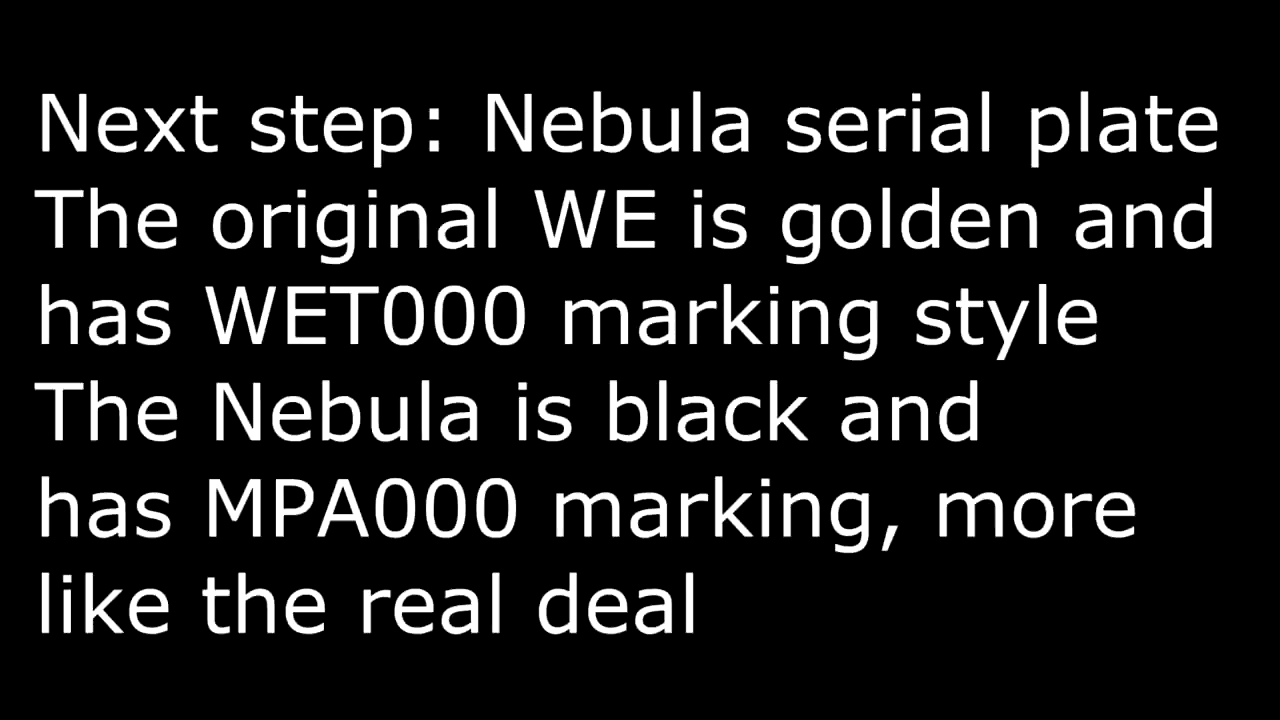 Next step: Nebula serial plate
The original WE is golden and
has WET000 marking style
The Nebula is black and
has MPA000 marking, more
like the real deal